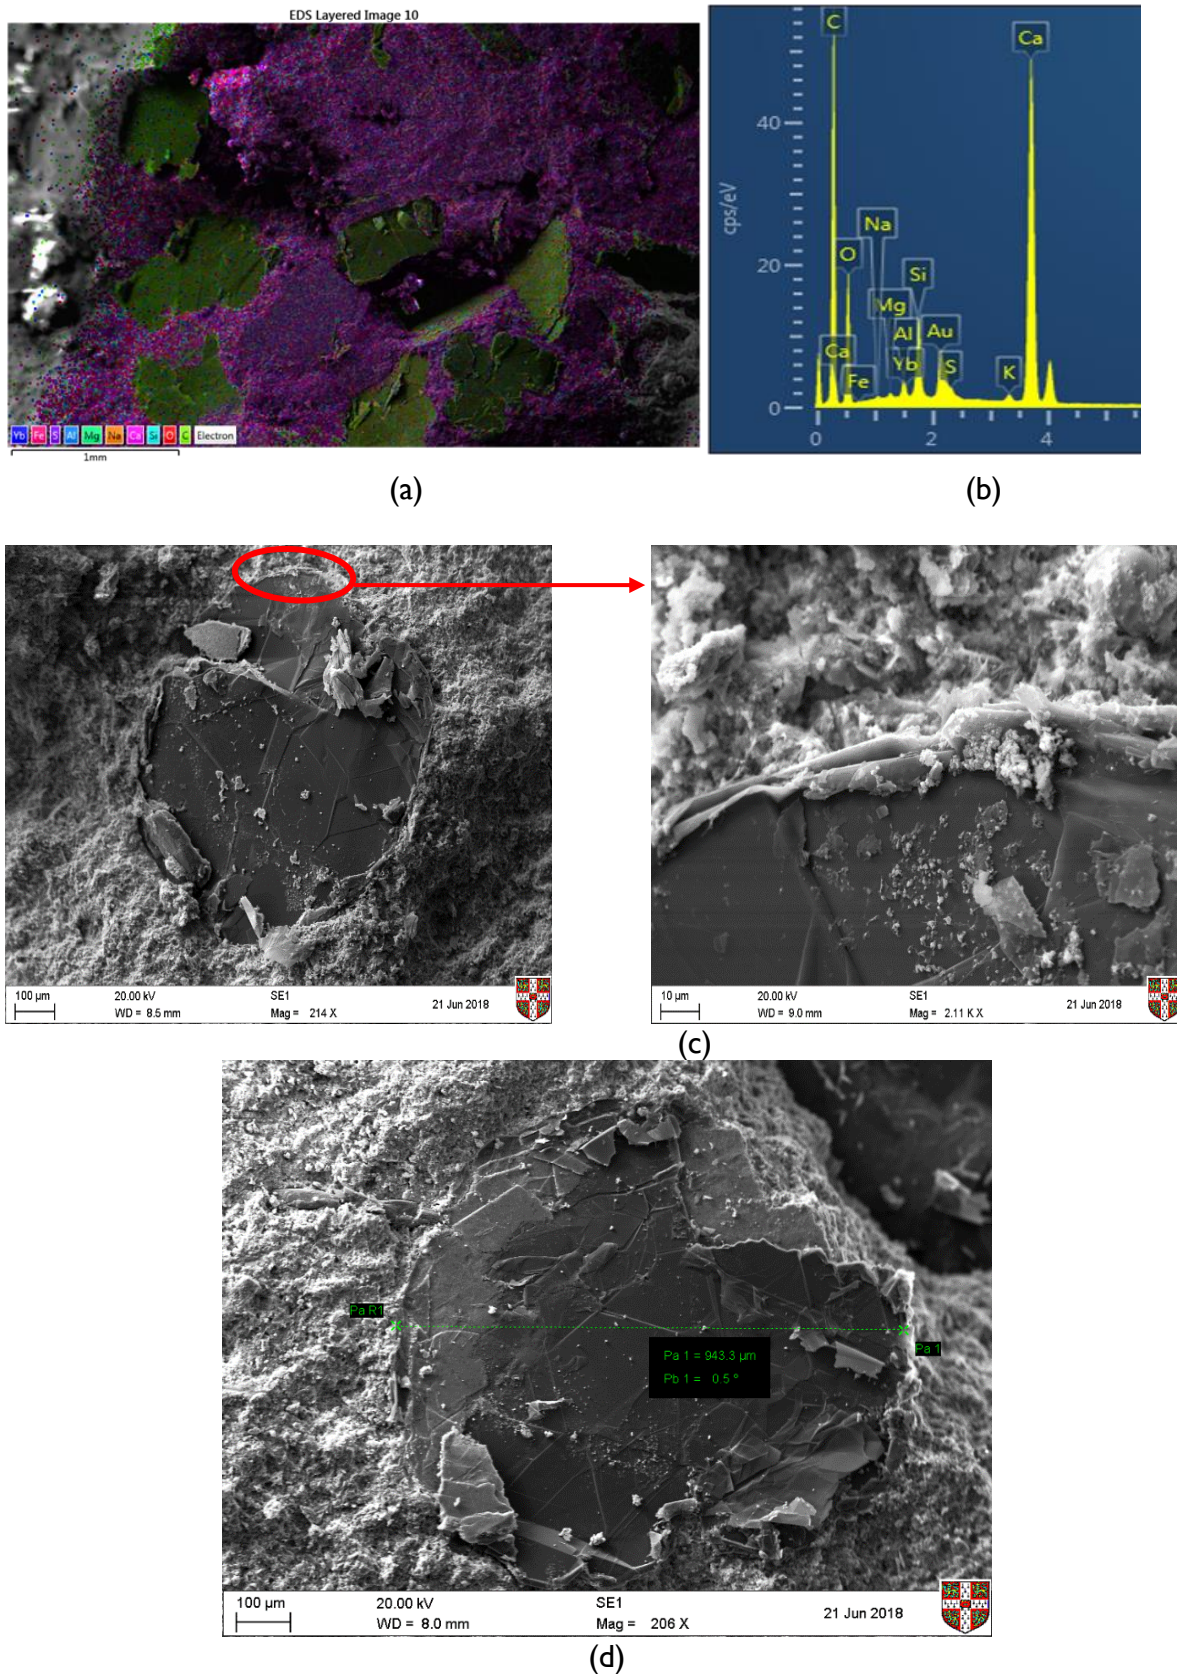 EDS Layered Image 10
Yb Fe S Al Mg Na Ca Si O C Electron
1mm
(a)
cps/eV
40
20
0
0 2 4
C
Ca
Na
O
Si
Mg
Al
Au
Ca
Yb
S
Fe
K
(b)
100 µm
20.00 kV
WD = 8.5 mm
SE1
Mag = 214 X
21 Jun 2018
10 µm
20.00 kV
WD = 9.0 mm
SE1
Mag = 2.11 K X
21 Jun 2018
(c)
Pa R1
Pa 1
Pa 1 = 943.3 µm
Pb 1 = 0.5 °
100 µm
20.00 kV
WD = 8.0 mm
SE1
Mag = 206 X
21 Jun 2018
(d)